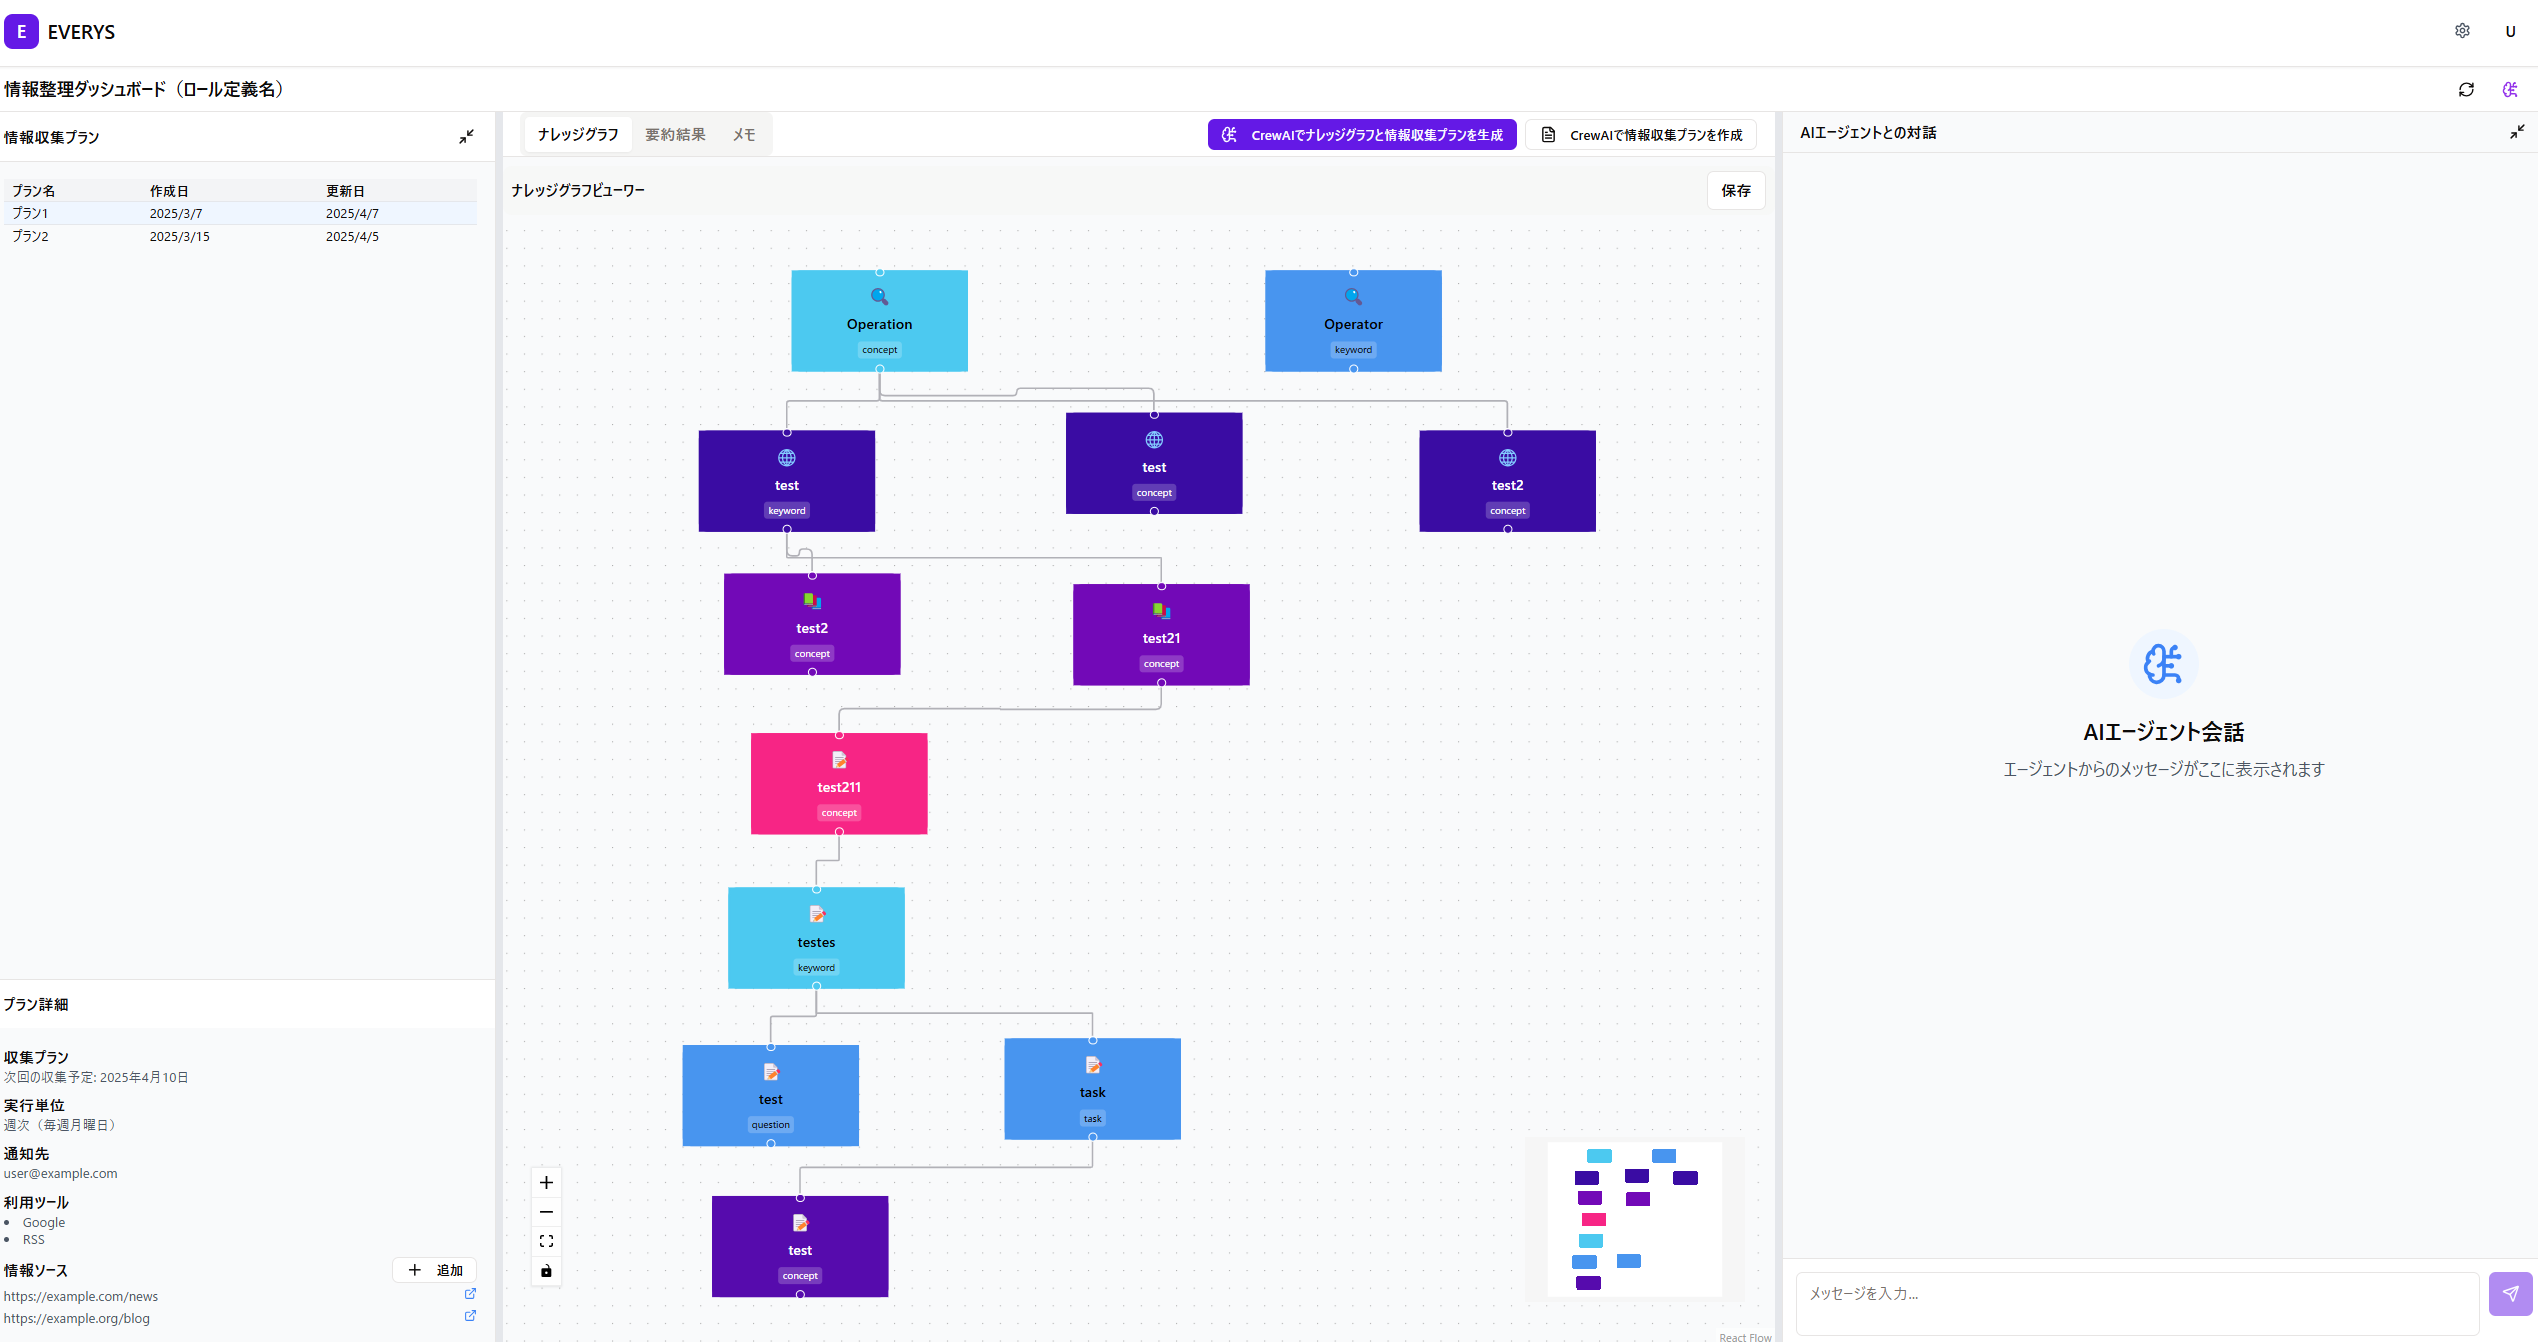 E EVERYS
U
情報整理ダッシュボード（ロール定義名）
情報収集プラン
プラン名 作成日 更新日
プラン1 2025/3/7 2025/4/7
プラン2 2025/3/15 2025/4/5
プラン詳細
収集プラン
次回の収集予定: 2025年4月10日
実行単位
週次（毎週月曜日）
通知先
user@example.com
利用ツール
Google
RSS
情報ソース
追加
https://example.com/news
https://example.org/blog
ナレッジグラフ 要約結果 メモ
CrewAIでナレッジグラフと情報収集プランを生成
CrewAIで情報収集プランを作成
ナレッジグラフビューワー
保存
Operation
concept
Operator
keyword
test
keyword
test
concept
test2
concept
test2
concept
test21
concept
test211
concept
testes
keyword
test
question
task
task
test
concept
React Flow
AIエージェントとの対話
AIエージェント会話
エージェントからのメッセージがここに表示されます
メッセージを入力...